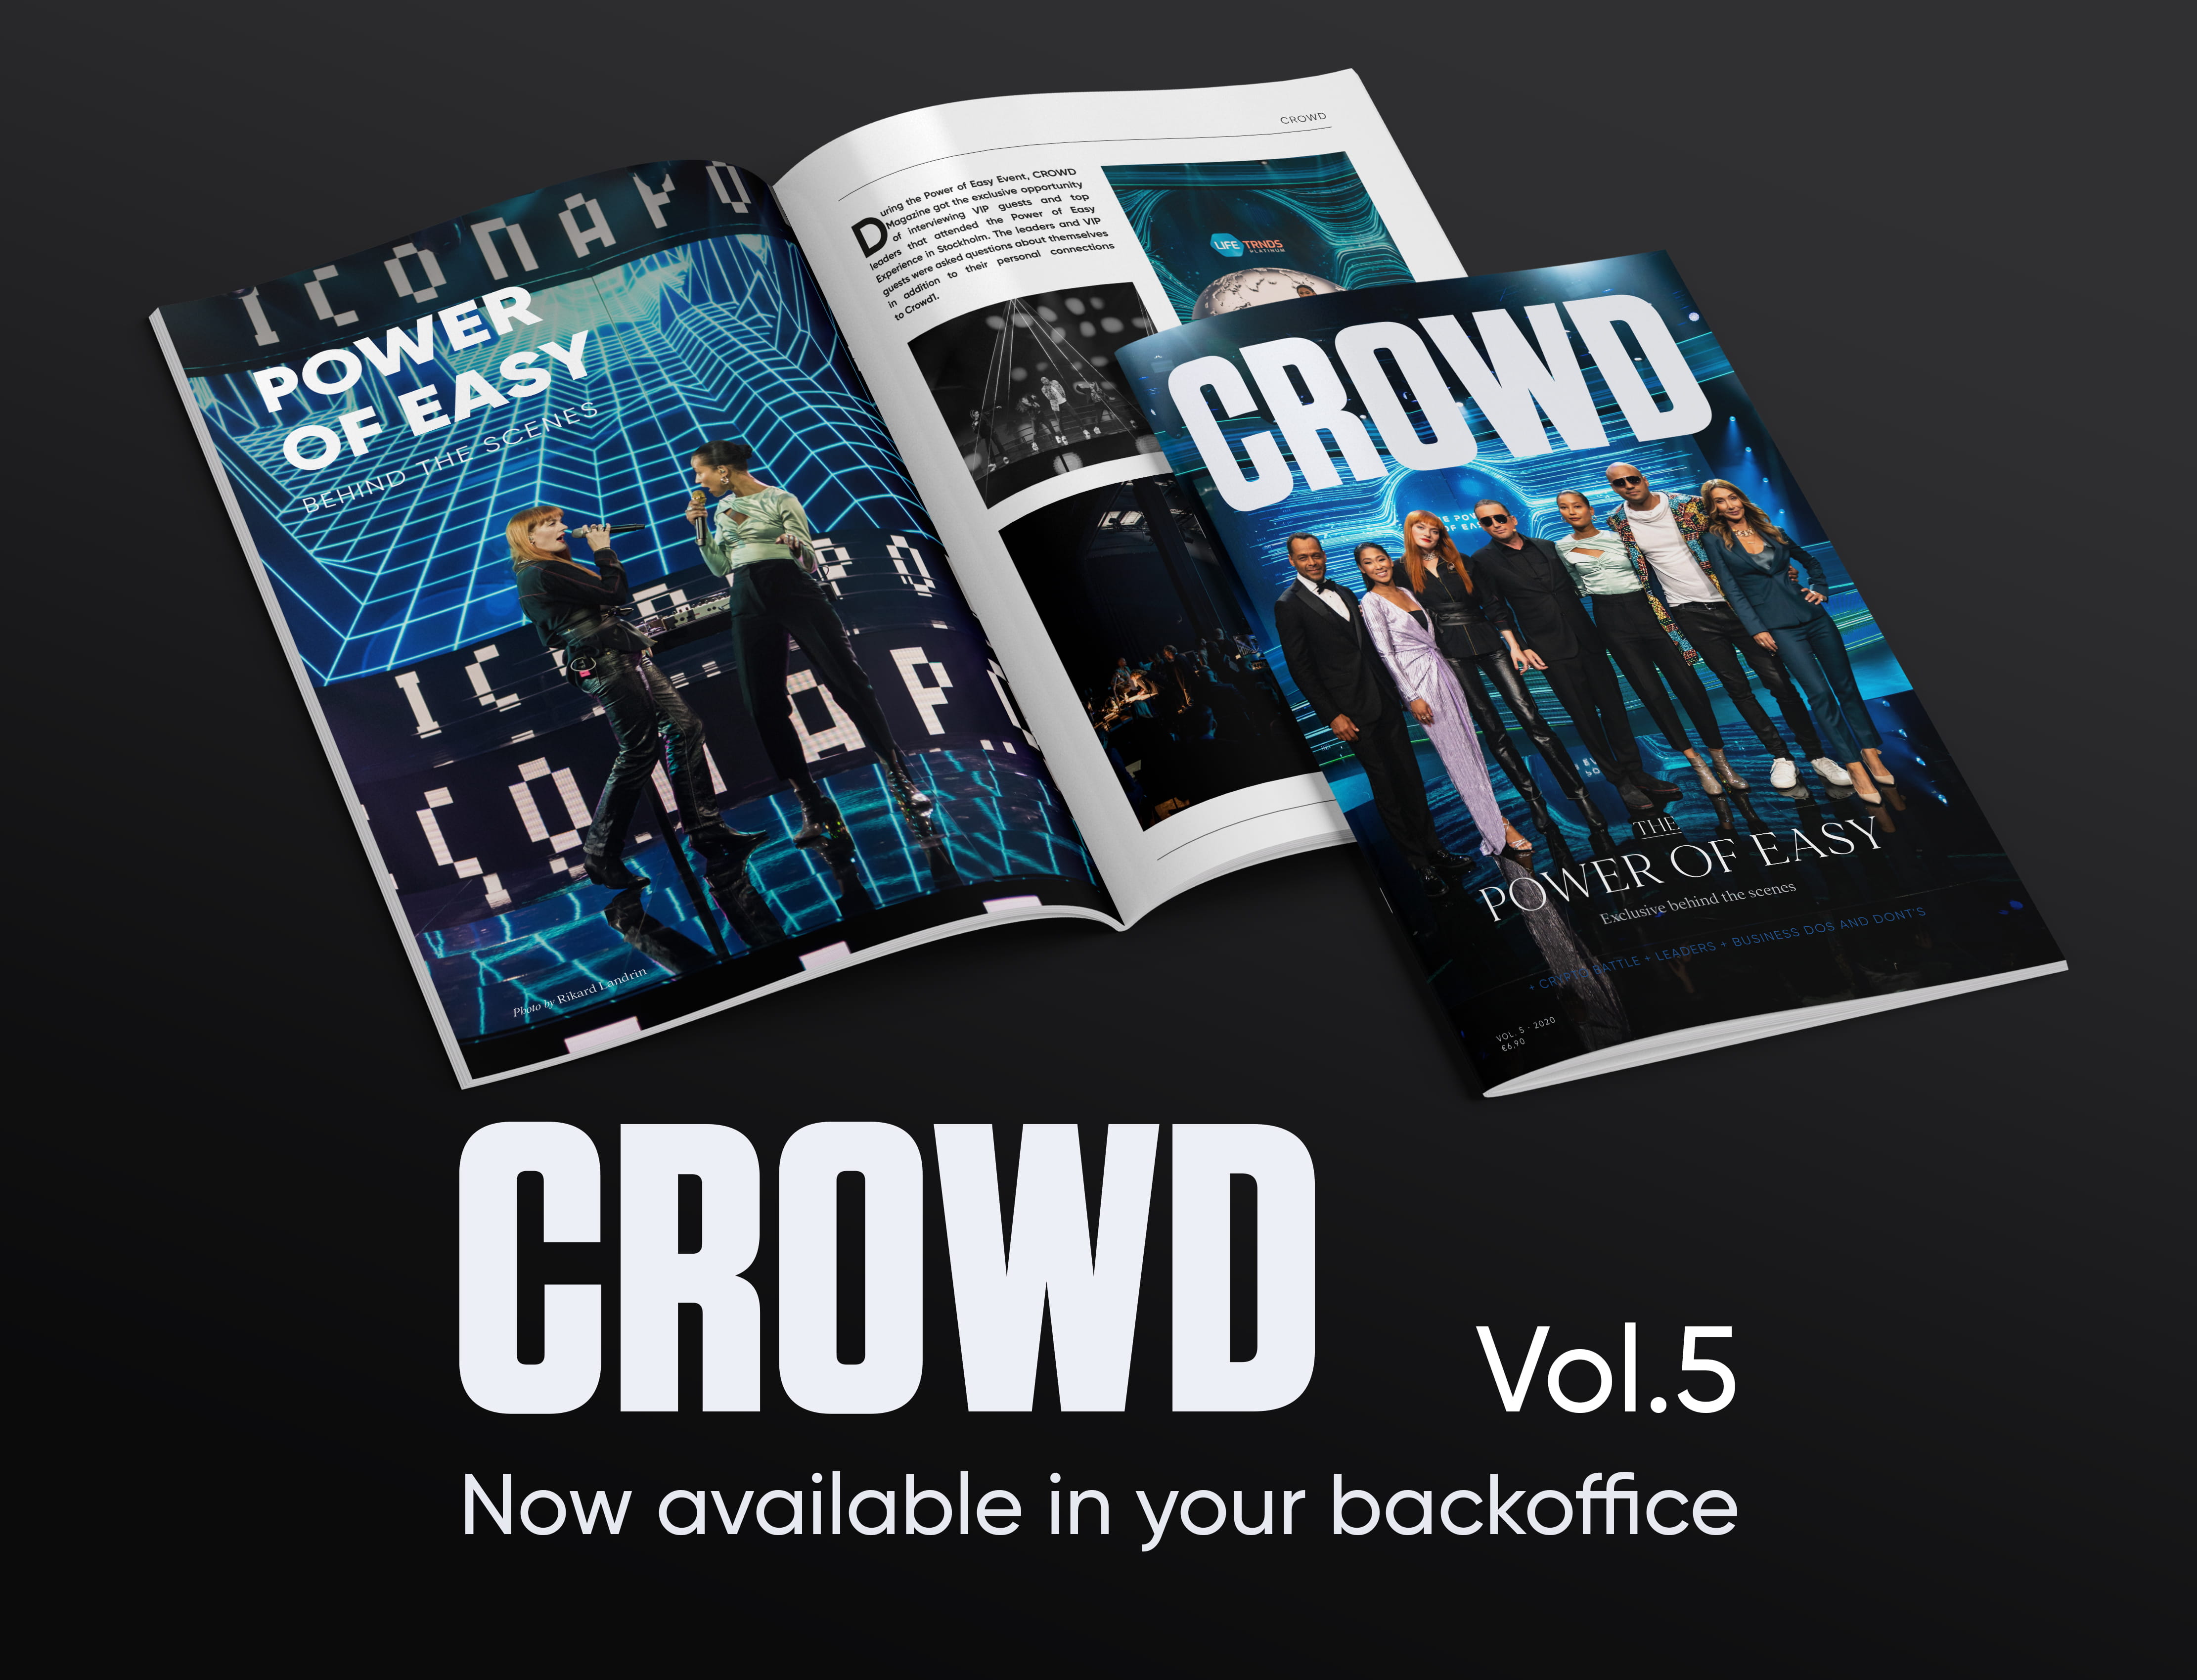 ICONAPO
POWER
OF EASY
BEHIND THE SCENES
Photo by Rikard Landrin
CROWD
During the Power of Easy Event, CROWD
Magazine got the exclusive opportunity
of interviewing VIP guests and top
leaders that attended the Power of Easy
Experience in Stockholm. The leaders and VIP
guests were asked questions about themselves
in addition to their personal connections
to Crowd1.
LIFE TRNDS
PLATINUM
CROWD
THE
POWER OF EASY
Exclusive behind the scenes
+ CRYPTO BATTLE + LEADERS + BUSINESS DOS AND DONT'S
VOL. 5 · 2020
€6,90
CROWD
Vol.5
Now available in your backoffice